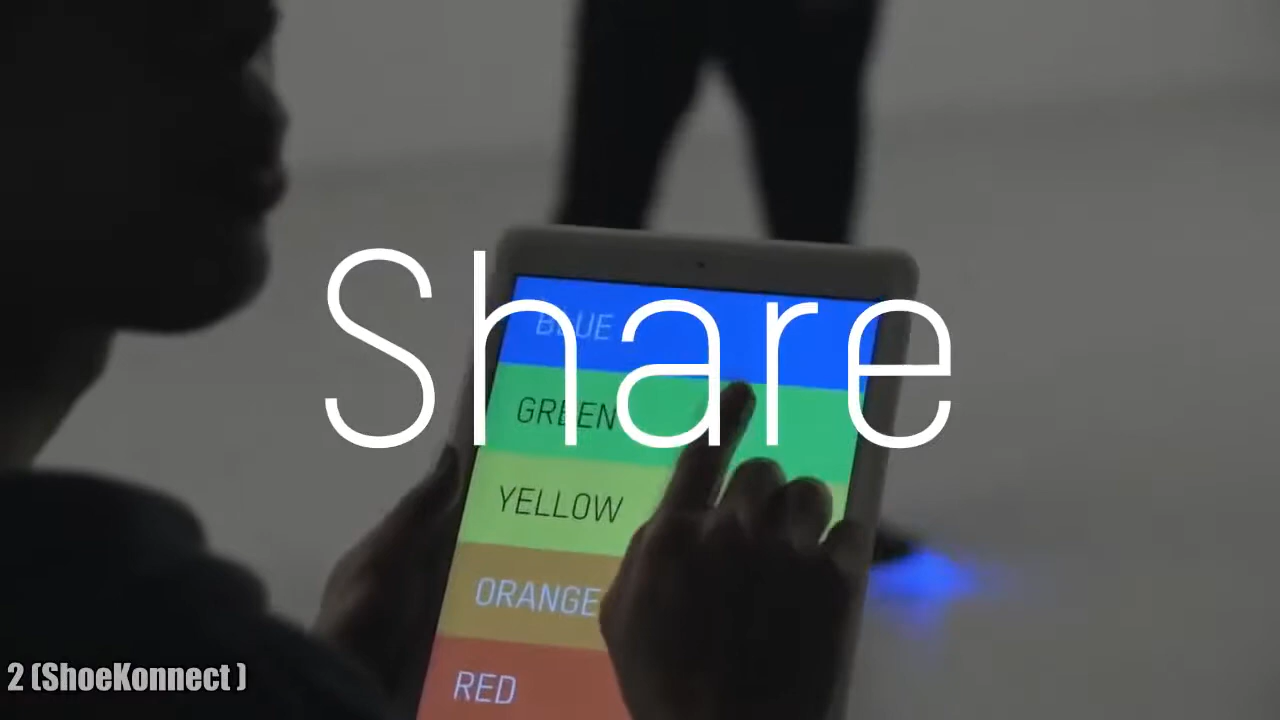 Share
BLUE
GREEN
YELLOW
ORANGE
RED
2 (ShoeKonnect )